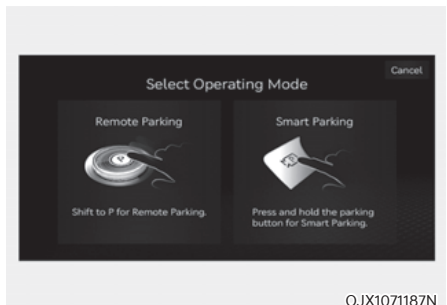 Cancel
Select Operating Mode
Remote Parking
Shift to P for Remote Parking.
Smart Parking
Press and hold the parking
button for Smart Parking.
OJX1071187N